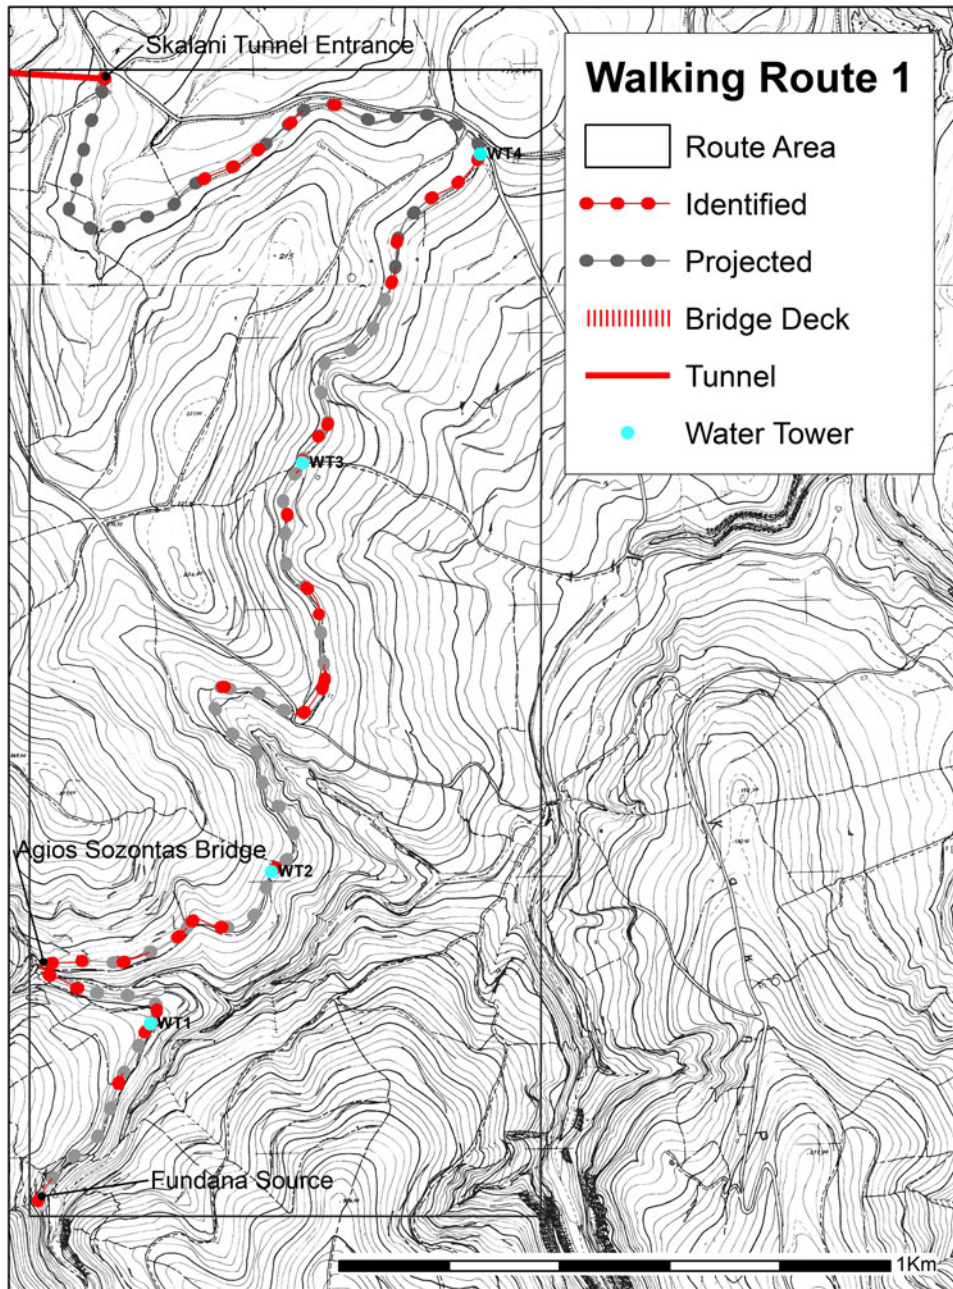 Skalani Tunnel Entrance
Walking Route 1
Route Area
Identified
Projected
Bridge Deck
Tunnel
Water Tower
WT4
WT3
Agios Sozontas Bridge
WT2
WT1
Fundana Source
1Km